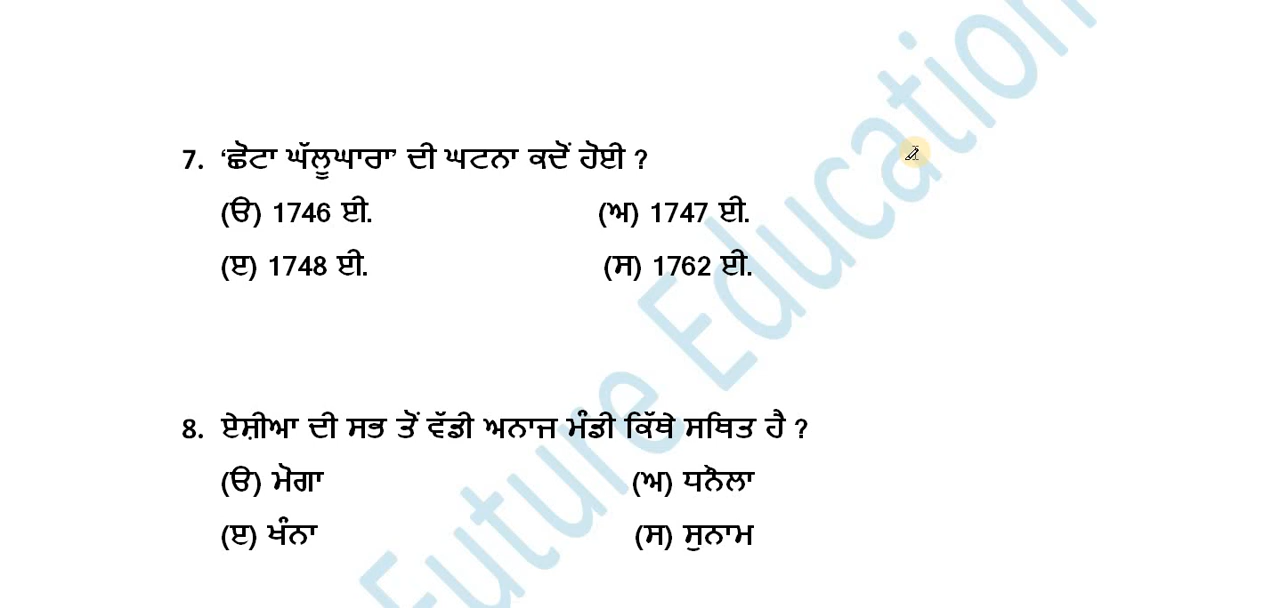 7. ‘ਛੋਟਾ ਘੱਲੂਘਾਰਾ’ ਦੀ ਘਟਨਾ ਕਦੋਂ ਹੋਈ ?
(ੳ) 1746 ਈ. (ਅ) 1747 ਈ.
(ੲ) 1748 ਈ. (ਸ) 1762 ਈ.
8. ਏਸ਼ੀਆ ਦੀ ਸਭ ਤੋਂ ਵੱਡੀ ਅਨਾਜ ਮੰਡੀ ਕਿੱਥੇ ਸਥਿਤ ਹੈ ?
(ੳ) ਮੋਗਾ (ਅ) ਧਨੌਲਾ
(ੲ) ਖੰਨਾ (ਸ) ਸੁਨਾਮ
Future Education